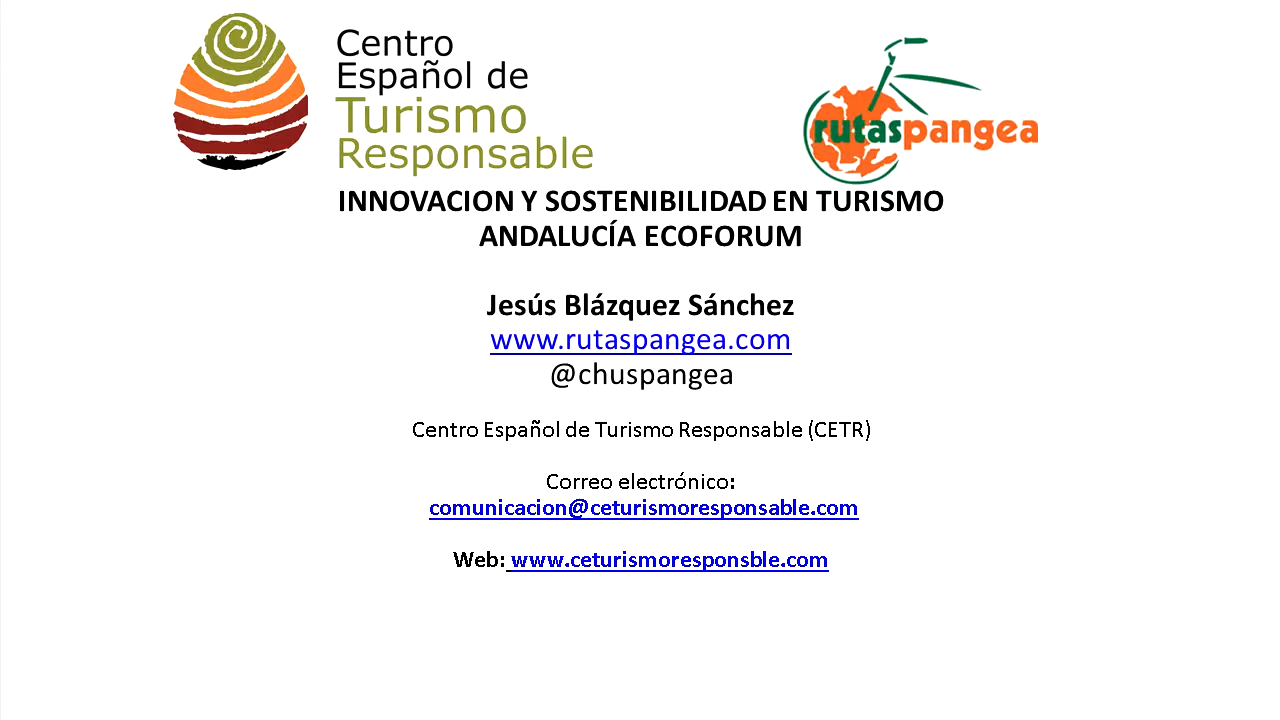 Centro
Español de
Turismo
Responsable
rutaspangea
INNOVACION Y SOSTENIBILIDAD EN TURISMO
ANDALUCÍA ECOFORUM
Jesús Blázquez Sánchez
www.rutaspangea.com
@chuspangea
Centro Español de Turismo Responsable (CETR)
Correo electrónico:
comunicacion@ceturismoresponsable.com
Web: www.ceturismoresponsble.com